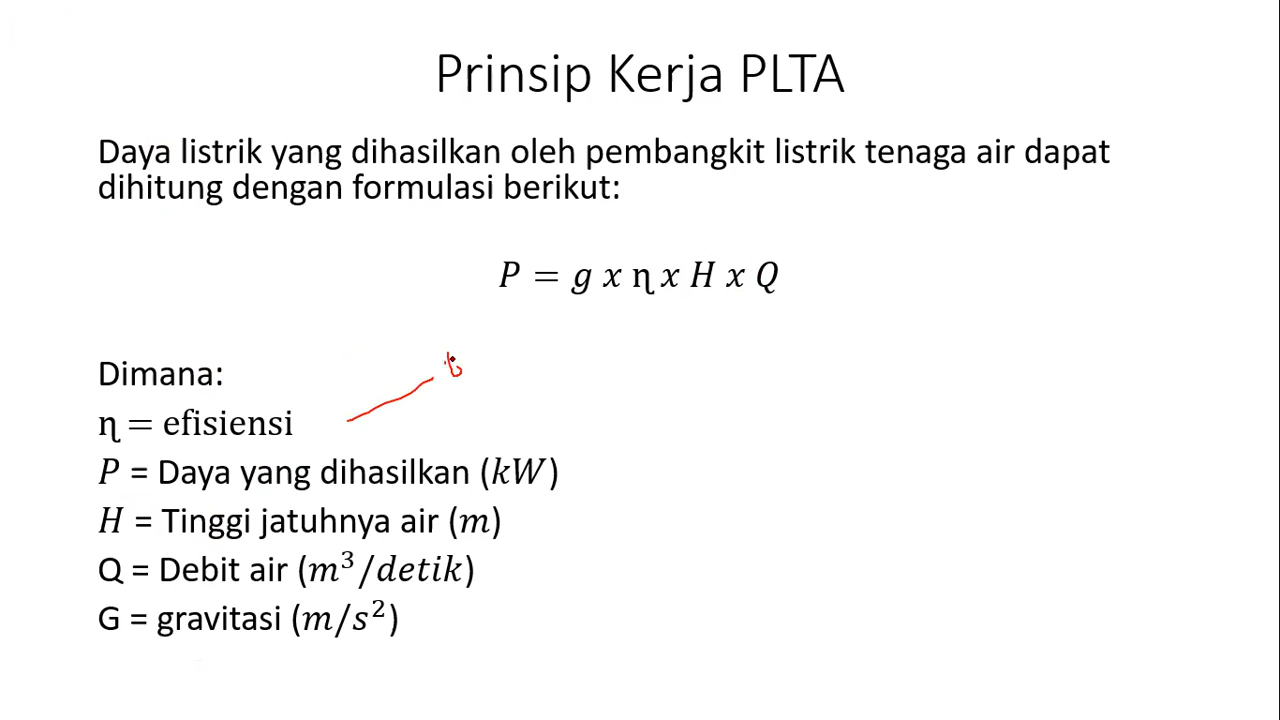 Prinsip Kerja PLTA
Daya listrik yang dihasilkan oleh pembangkit listrik tenaga air dapat
dihitung dengan formulasi berikut:
P = g x η x H x Q
Dimana:
η = efisiensi
P = Daya yang dihasilkan (kW)
H = Tinggi jatuhnya air (m)
Q = Debit air (m³/detik)
G = gravitasi (m/s²)